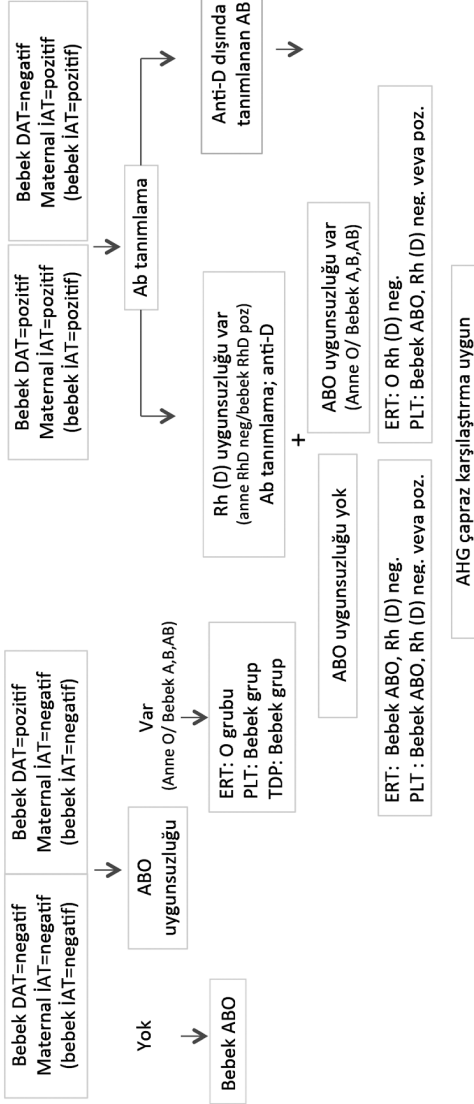 Bebek DAT=negatif
Maternal İAT=negatif
(bebek İAT=negatif)
Bebek DAT=pozitif
Maternal İAT=negatif
(bebek İAT=negatif)
ABO
uygunsuzluğu
Yok
Bebek ABO
Var
(Anne O/ Bebek A,B,AB)
ERT: O grubu
PLT: Bebek grup
TDP: Bebek grup
Bebek DAT=pozitif
Maternal İAT=pozitif
(bebek İAT=pozitif)
Bebek DAT=negatif
Maternal İAT=pozitif
(bebek İAT=pozitif)
Ab tanımlama
Rh (D) uygunsuzluğu var
(anne RhD neg/bebek RhD poz)
Ab tanımlama; anti-D
+
ABO uygunsuzluğu yok
ERT: Bebek ABO, Rh (D) neg.
PLT : Bebek ABO, Rh (D) neg. veya poz.
ABO uygunsuzluğu var
(Anne O/ Bebek A,B,AB)
ERT: O Rh (D) neg.
PLT: Bebek ABO, Rh (D) neg. veya poz.
Anti-D dışında
tanımlanan AB
AHG çapraz karşılaştırma uygun